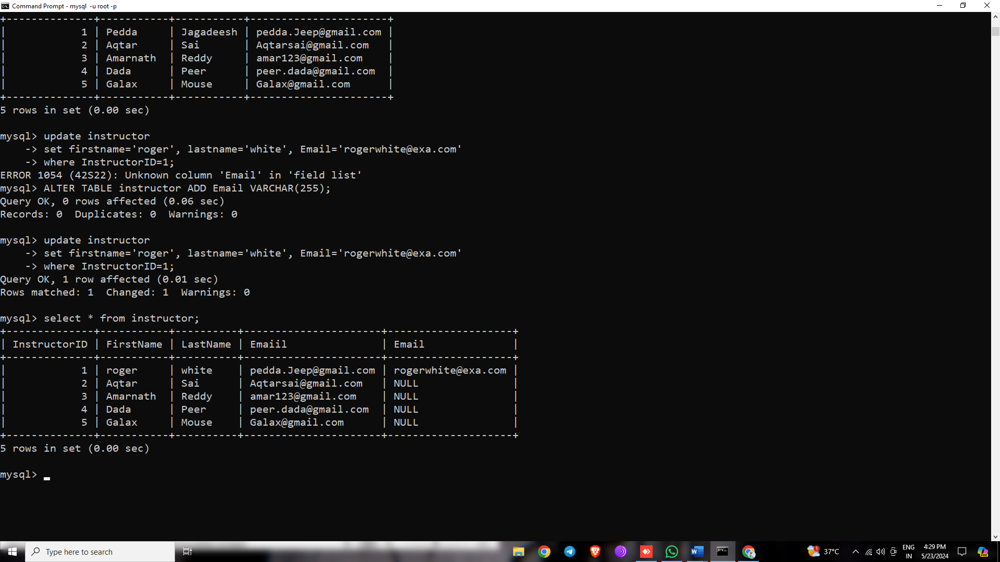 Command Prompt - mysql  -u root -p
+--------------+-----------+-----------+----------------------+
|            1 | Pedda     | Jagadeesh | pedda.Jeep@gmail.com |
|            2 | Aqtar     | Sai       | Aqtarsai@gmail.com   |
|            3 | Amarnath  | Reddy     | amar123@gmail.com    |
|            4 | Dada      | Peer      | peer.dada@gmail.com  |
|            5 | Galax     | Mouse     | Galax@gmail.com      |
+--------------+-----------+-----------+----------------------+
5 rows in set (0.00 sec)
mysql> update instructor
    -> set firstname='roger', lastname='white', Email='rogerwhite@exa.com'
    -> where InstructorID=1;
ERROR 1054 (42S22): Unknown column 'Email' in 'field list'
mysql> ALTER TABLE instructor ADD Email VARCHAR(255);
Query OK, 0 rows affected (0.06 sec)
Records: 0  Duplicates: 0  Warnings: 0
mysql> update instructor
    -> set firstname='roger', lastname='white', Email='rogerwhite@exa.com'
    -> where InstructorID=1;
Query OK, 1 row affected (0.01 sec)
Rows matched: 1  Changed: 1  Warnings: 0
mysql> select * from instructor;
+--------------+-----------+----------+----------------------+--------------------+
| InstructorID | FirstName | LastName | Emaiil               | Email              |
+--------------+-----------+----------+----------------------+--------------------+
|            1 | roger     | white    | pedda.Jeep@gmail.com | rogerwhite@exa.com |
|            2 | Aqtar     | Sai      | Aqtarsai@gmail.com   | NULL               |
|            3 | Amarnath  | Reddy    | amar123@gmail.com    | NULL               |
|            4 | Dada      | Peer     | peer.dada@gmail.com  | NULL               |
|            5 | Galax     | Mouse    | Galax@gmail.com      | NULL               |
+--------------+-----------+----------+----------------------+--------------------+
5 rows in set (0.00 sec)
mysql> _
Type here to search
37°C
ENG
IN
4:29 PM
5/23/2024